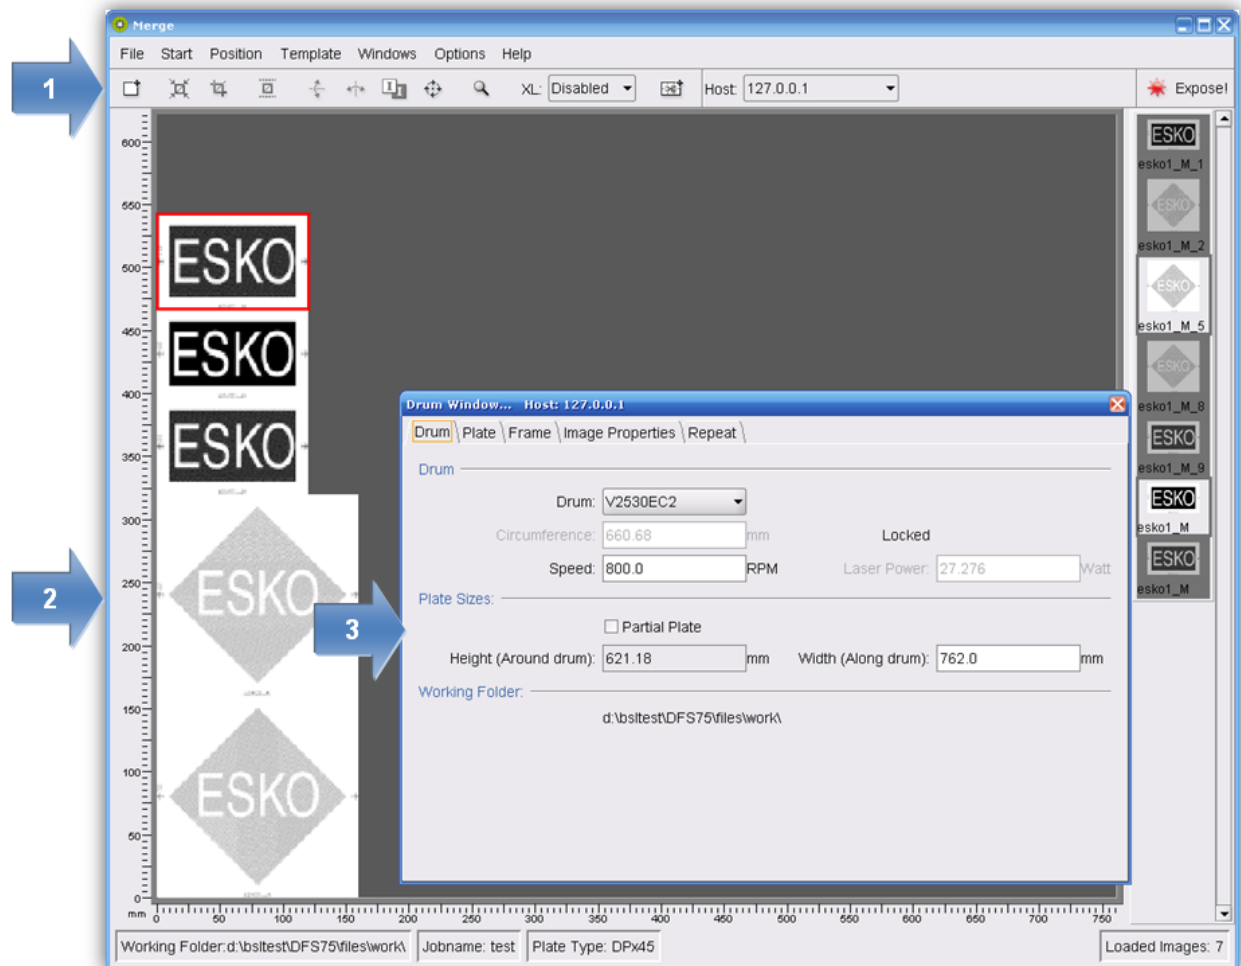 Merge
File Start Position Template Windows Options Help
1
XL: Disabled
Host: 127.0.0.1
Expose!
600
550
500
450
400
350
300
250
200
150
100
50
0
mm
0 50 100 150 200 250 300 350 400 450 500 550 600 650 700 750
ESKO
ESKO
ESKO
ESKO
ESKO
2
3
Drum Window... Host: 127.0.0.1
Drum Plate Frame Image Properties Repeat
Drum
Drum: V2530EC2
Circumference: 660.68 mm Locked
Speed: 800.0 RPM Laser Power: 27.276 Watt
Plate Sizes:
Partial Plate
Height (Around drum): 621.18 mm Width (Along drum): 762.0 mm
Working Folder:
d:\bsltest\DFS75\files\work\
ESKO
esko1_M_1
ESKO
esko1_M_2
ESKO
esko1_M_5
ESKO
esko1_M_8
ESKO
esko1_M_9
ESKO
esko1_M
ESKO
esko1_M
Working Folder:d:\bsltest\DFS75\files\work\ Jobname: test Plate Type: DPx45 Loaded Images: 7